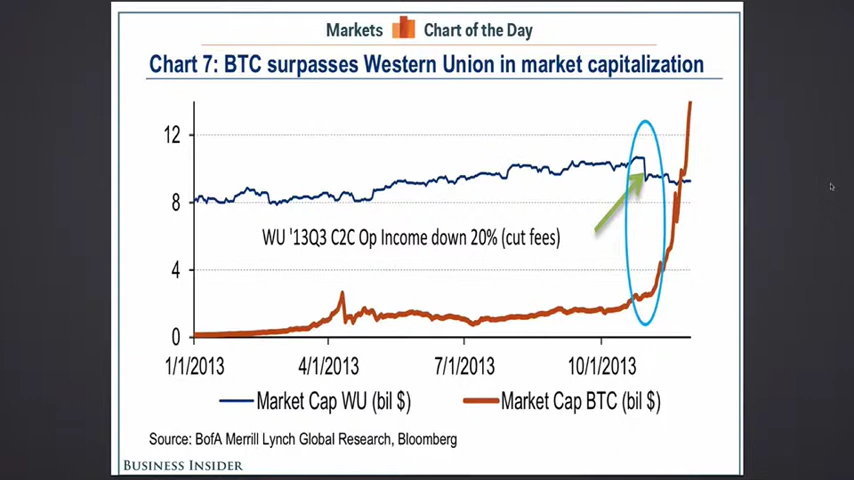 Markets Chart of the Day
Chart 7: BTC surpasses Western Union in market capitalization
12
8
WU '13Q3 C2C Op Income down 20% (cut fees)
4
0
1/1/2013 4/1/2013 7/1/2013 10/1/2013
Market Cap WU (bil $) Market Cap BTC (bil $)
Source: BofA Merrill Lynch Global Research, Bloomberg
BUSINESS INSIDER